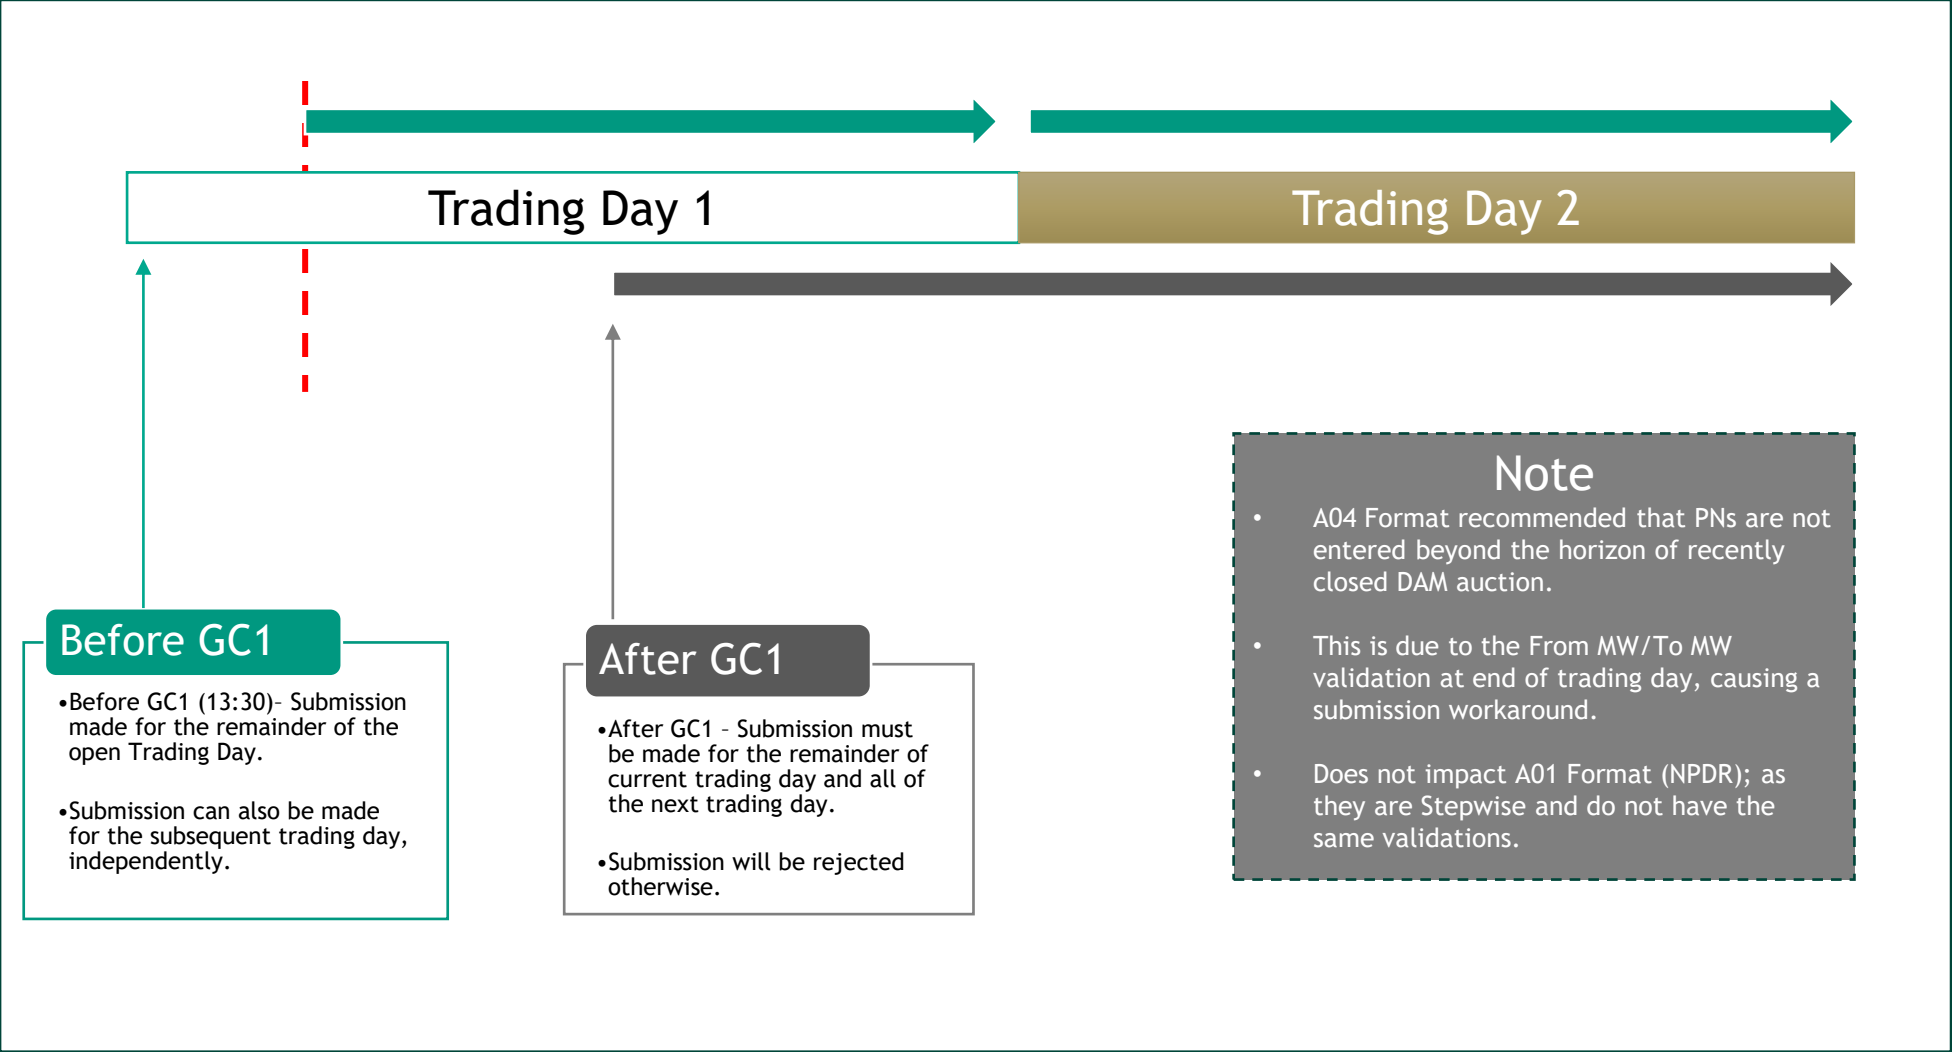 Trading Day 1
Trading Day 2
Before GC1
•Before GC1 (13:30)– Submission
made for the remainder of the
open Trading Day.
•Submission can also be made
for the subsequent trading day,
independently.
After GC1
•After GC1 – Submission must
be made for the remainder of
current trading day and all of
the next trading day.
•Submission will be rejected
otherwise.
Note
• A04 Format recommended that PNs are not
entered beyond the horizon of recently
closed DAM auction.
• This is due to the From MW/To MW
validation at end of trading day, causing a
submission workaround.
• Does not impact A01 Format (NPDR); as
they are Stepwise and do not have the
same validations.